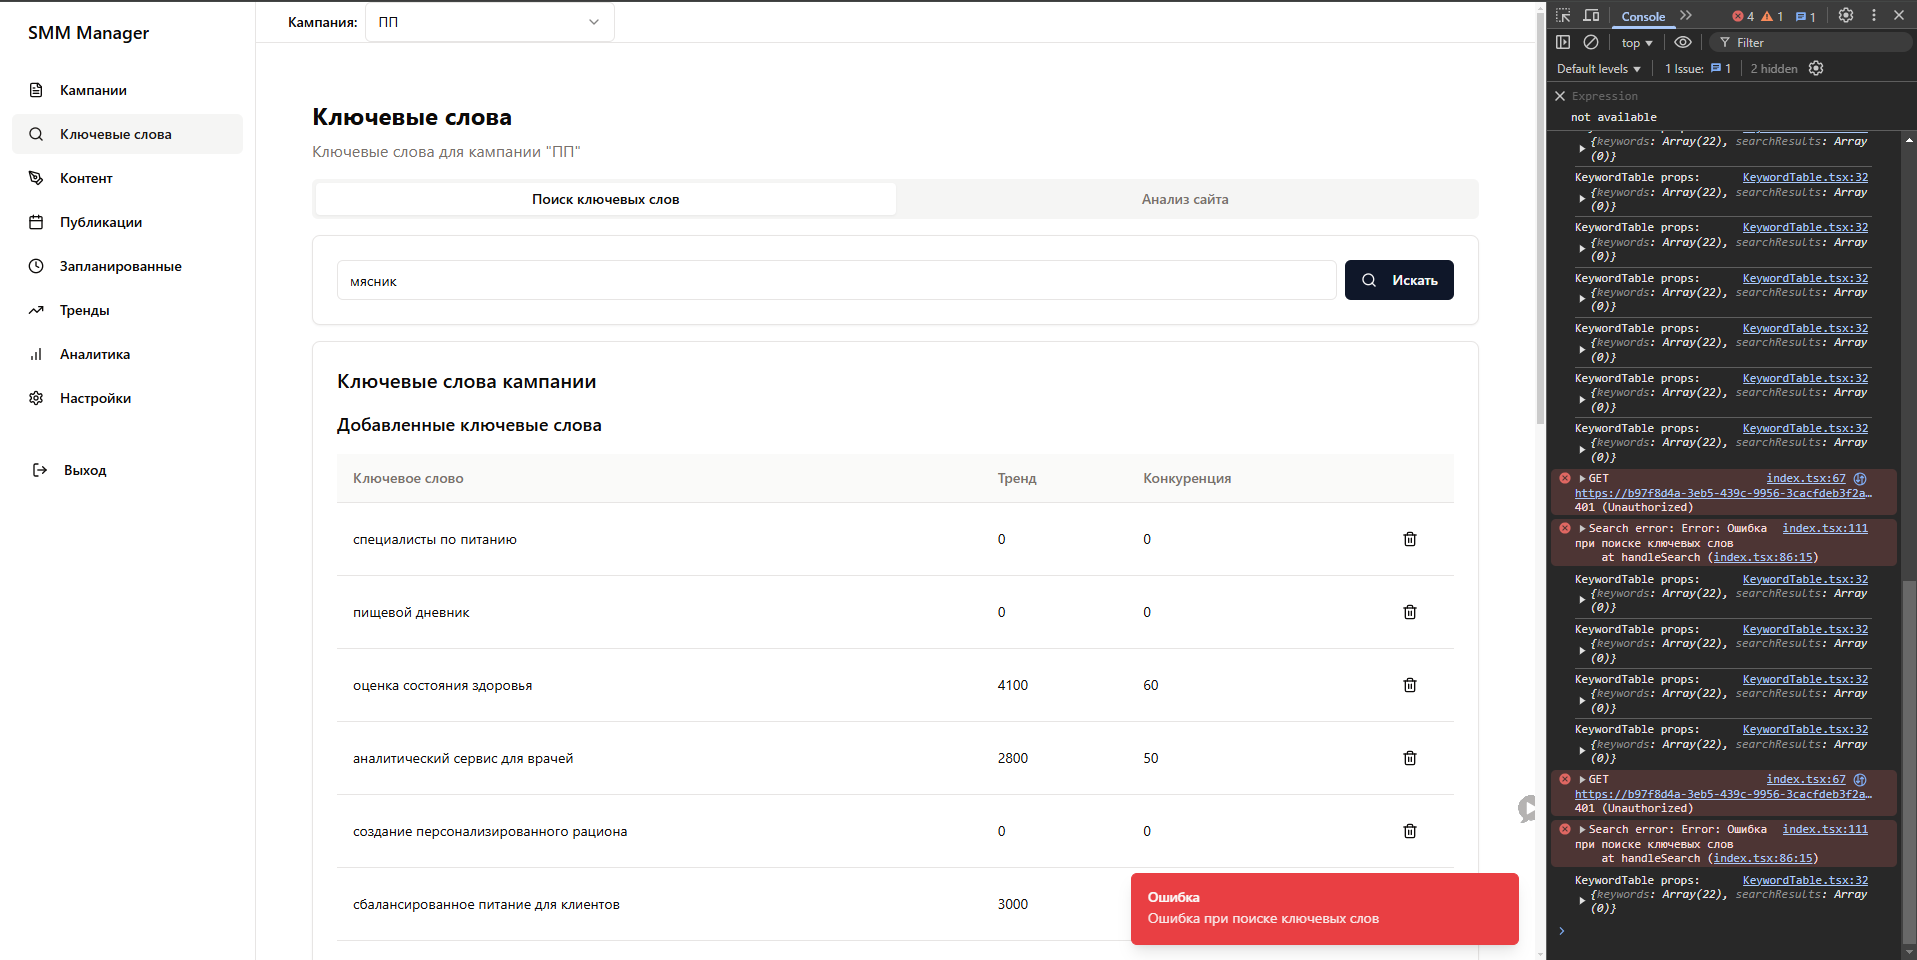 SMM Manager
Кампании
Ключевые слова
Контент
Публикации
Запланированные
Тренды
Аналитика
Настройки
Выход
Кампания:
ПП
Ключевые слова
Ключевые слова для кампании "ПП"
Поиск ключевых слов
Анализ сайта
мясник
Искать
Ключевые слова кампании
Добавленные ключевые слова
Ключевое слово Тренд Конкуренция
специалисты по питанию 0 0
пищевой дневник 0 0
оценка состояния здоровья 4100 60
аналитический сервис для врачей 2800 50
создание персонализированного рациона 0 0
сбалансированное питание для клиентов 3000
Ошибка
Ошибка при поиске ключевых слов
Console 4 1 1
top Filter
Default levels 1 Issue: 1 2 hidden
Expression
not available
{keywords: Array(22), searchResults: Array
(0)}
KeywordTable props: KeywordTable.tsx:32
{keywords: Array(22), searchResults: Array
(0)}
KeywordTable props: KeywordTable.tsx:32
{keywords: Array(22), searchResults: Array
(0)}
KeywordTable props: KeywordTable.tsx:32
{keywords: Array(22), searchResults: Array
(0)}
KeywordTable props: KeywordTable.tsx:32
{keywords: Array(22), searchResults: Array
(0)}
KeywordTable props: KeywordTable.tsx:32
{keywords: Array(22), searchResults: Array
(0)}
KeywordTable props: KeywordTable.tsx:32
{keywords: Array(22), searchResults: Array
(0)}
GET index.tsx:67
https://b97f8d4a-3eb5-439c-9956-3cacfdeb3f2a…
401 (Unauthorized)
Search error: Error: Ошибка index.tsx:111
при поиске ключевых слов
at handleSearch (index.tsx:86:15)
KeywordTable props: KeywordTable.tsx:32
{keywords: Array(22), searchResults: Array
(0)}
KeywordTable props: KeywordTable.tsx:32
{keywords: Array(22), searchResults: Array
(0)}
KeywordTable props: KeywordTable.tsx:32
{keywords: Array(22), searchResults: Array
(0)}
KeywordTable props: KeywordTable.tsx:32
{keywords: Array(22), searchResults: Array
(0)}
GET index.tsx:67
https://b97f8d4a-3eb5-439c-9956-3cacfdeb3f2a…
401 (Unauthorized)
Search error: Error: Ошибка index.tsx:111
при поиске ключевых слов
at handleSearch (index.tsx:86:15)
KeywordTable props: KeywordTable.tsx:32
{keywords: Array(22), searchResults: Array
(0)}